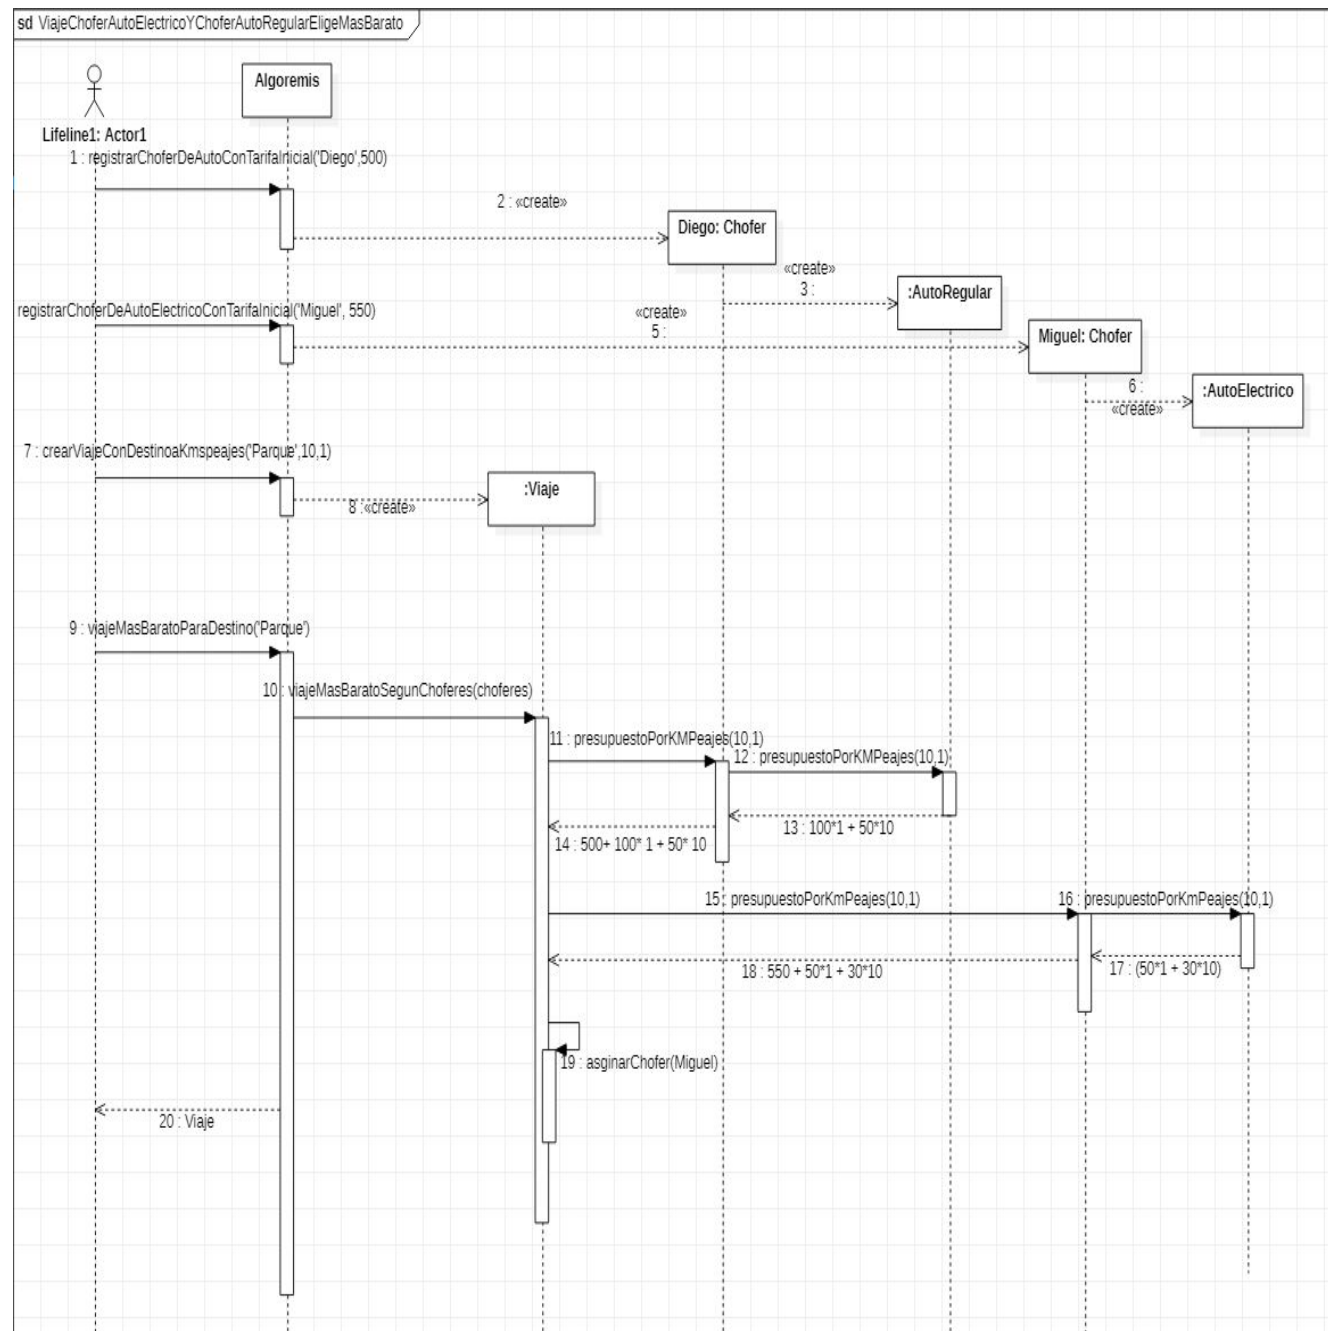 sd ViajeChoferAutoElectricoYChoferAutoRegularEligeMasBarato
Algoremis
Lifeline1: Actor1
1 : registrarChoferDeAutoConTarifaInicial('Diego',500)
2 : «create»
Diego: Chofer
«create»
3 :
:AutoRegular
registrarChoferDeAutoElectricoConTarifaInicial('Miguel', 550)
«create»
5 :
Miguel: Chofer
6 :
«create»
:AutoElectrico
7 : crearViajeConDestinoaKmspeajes('Parque',10,1)
8 :«create»
:Viaje
9 : viajeMasBaratoParaDestino('Parque')
10 : viajeMasBaratoSegunChoferes(choferes)
11 : presupuestoPorKMPeajes(10,1)
12 : presupuestoPorKMPeajes(10,1)
13 : 100*1 + 50*10
14 : 500+ 100* 1 + 50* 10
15 : presupuestoPorKmPeajes(10,1)
16 : presupuestoPorKmPeajes(10,1)
17 : (50*1 + 30*10)
18 : 550 + 50*1 + 30*10
19 : asginarChofer(Miguel)
20 : Viaje